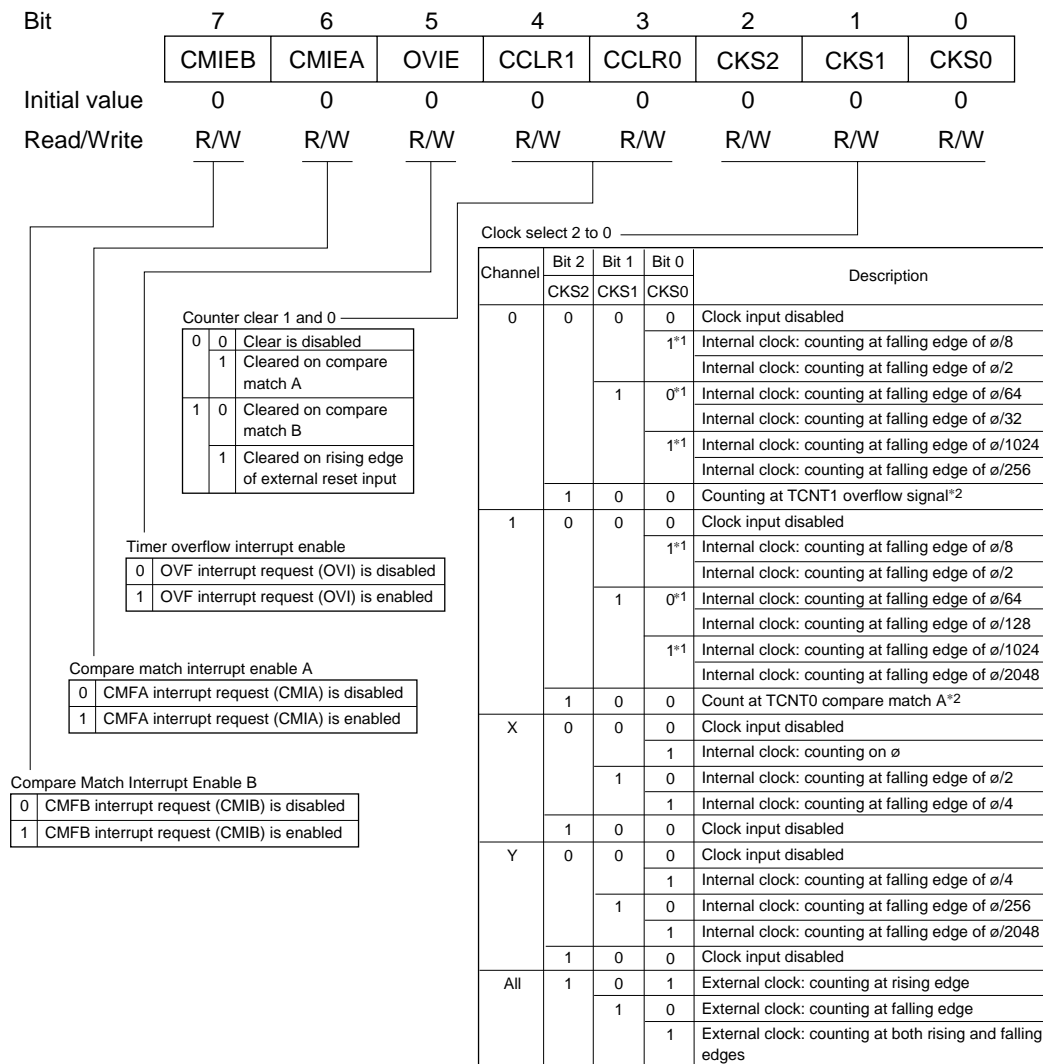 Bit 7 6 5 4 3 2 1 0
CMIEB CMIEA OVIE CCLR1 CCLR0 CKS2 CKS1 CKS0
Initial value 0 0 0 0 0 0 0 0
Read/Write R/W R/W R/W R/W R/W R/W R/W R/W
Counter clear 1 and 0
0 0 Clear is disabled
1 Cleared on compare
match A
1 0 Cleared on compare
match B
1 Cleared on rising edge
of external reset input
Timer overflow interrupt enable
0 OVF interrupt request (OVI) is disabled
1 OVF interrupt request (OVI) is enabled
Compare match interrupt enable A
0 CMFA interrupt request (CMIA) is disabled
1 CMFA interrupt request (CMIA) is enabled
Compare Match Interrupt Enable B
0 CMFB interrupt request (CMIB) is disabled
1 CMFB interrupt request (CMIB) is enabled
Clock select 2 to 0
Channel Bit 2 Bit 1 Bit 0 Description
CKS2 CKS1 CKS0
0 0 0 0 Clock input disabled
1*1 Internal clock: counting at falling edge of ø/8
Internal clock: counting at falling edge of ø/2
1 0*1 Internal clock: counting at falling edge of ø/64
Internal clock: counting at falling edge of ø/32
1*1 Internal clock: counting at falling edge of ø/1024
Internal clock: counting at falling edge of ø/256
1 0 0 Counting at TCNT1 overflow signal*2
1 0 0 0 Clock input disabled
1*1 Internal clock: counting at falling edge of ø/8
Internal clock: counting at falling edge of ø/2
1 0*1 Internal clock: counting at falling edge of ø/64
Internal clock: counting at falling edge of ø/128
1*1 Internal clock: counting at falling edge of ø/1024
Internal clock: counting at falling edge of ø/2048
1 0 0 Count at TCNT0 compare match A*2
X 0 0 0 Clock input disabled
1 Internal clock: counting on ø
1 0 Internal clock: counting at falling edge of ø/2
1 Internal clock: counting at falling edge of ø/4
1 0 0 Clock input disabled
Y 0 0 0 Clock input disabled
1 Internal clock: counting at falling edge of ø/4
1 0 Internal clock: counting at falling edge of ø/256
1 Internal clock: counting at falling edge of ø/2048
1 0 0 Clock input disabled
All 1 0 1 External clock: counting at rising edge
1 0 External clock: counting at falling edge
1 External clock: counting at both rising and falling
edges